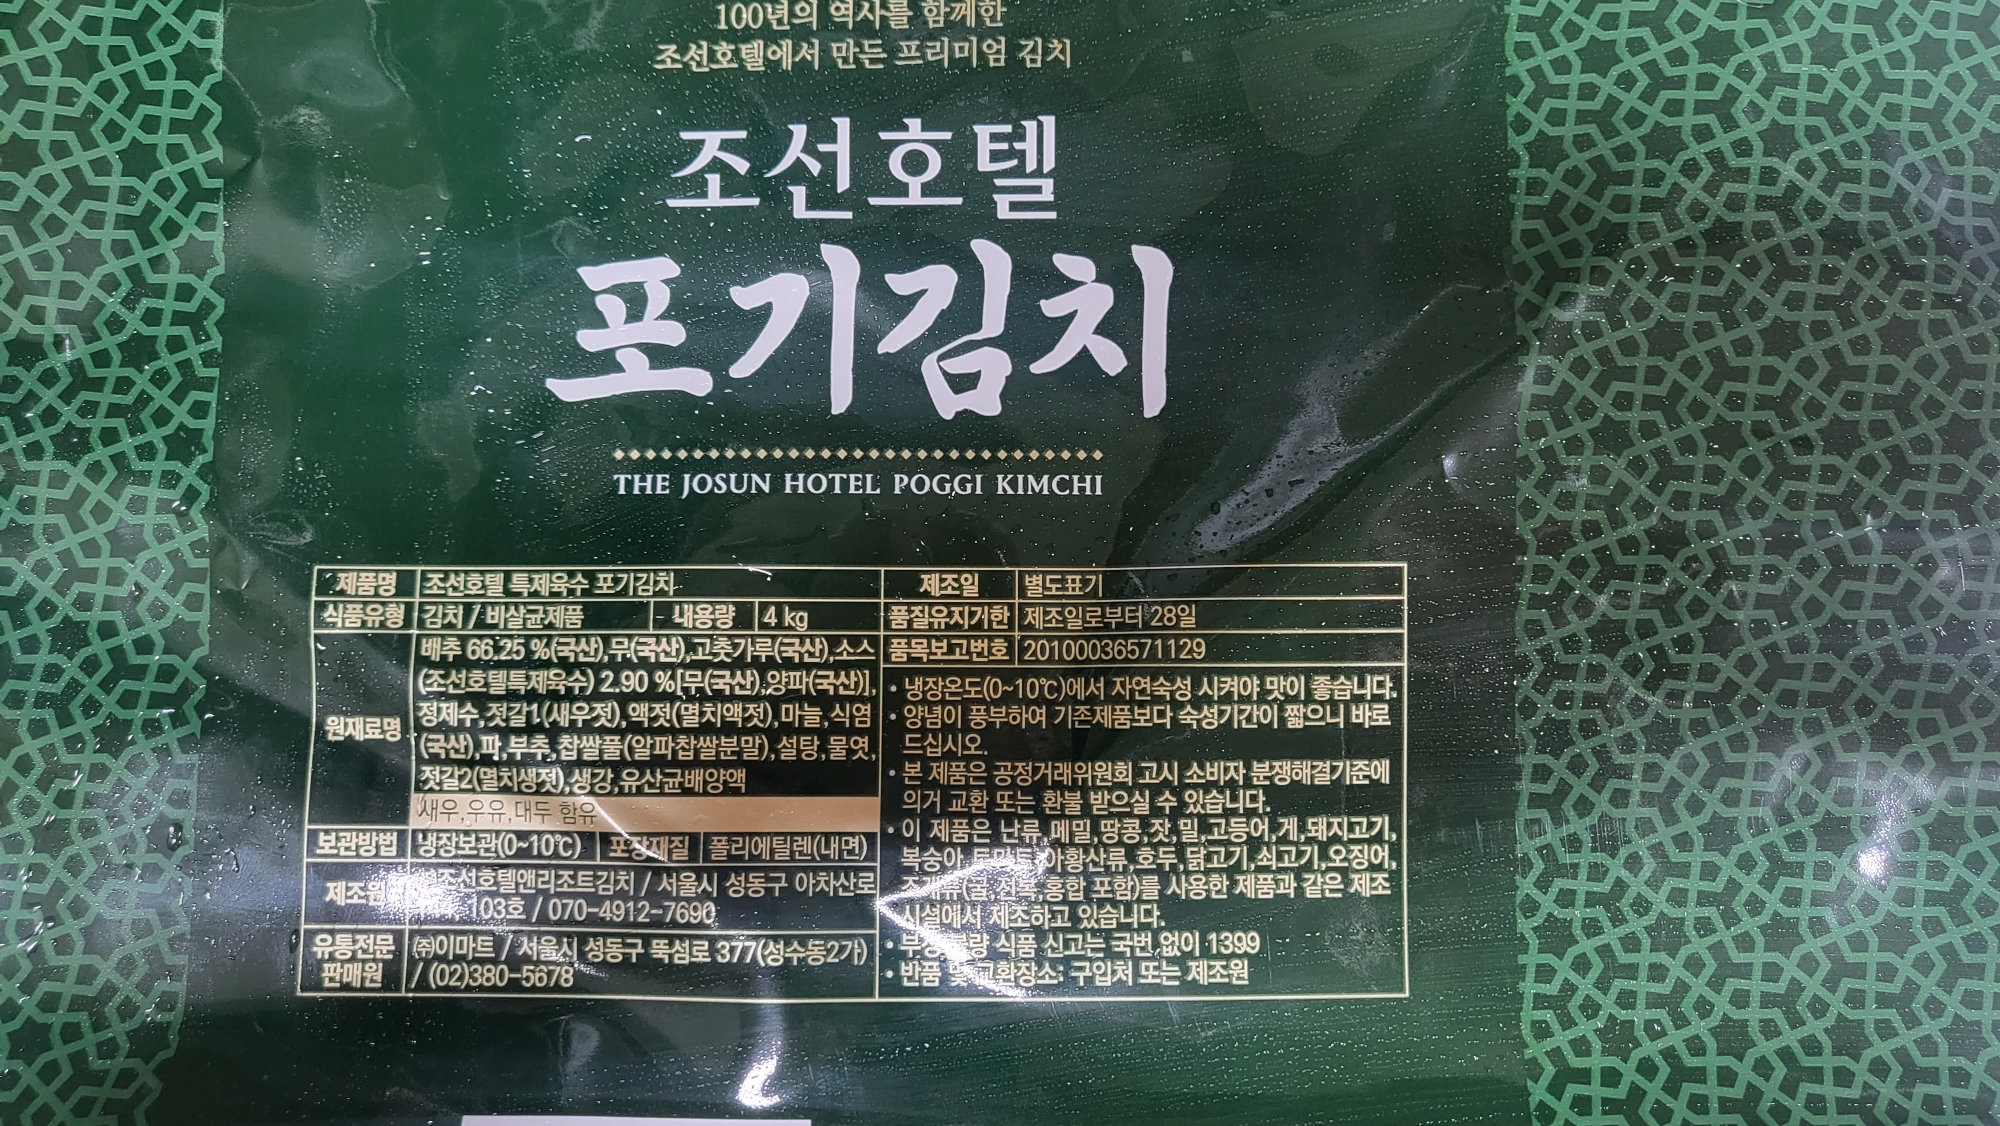 100년의 역사를 함께한
조선호텔에서 만든 프리미엄 김치
조선호텔
포기김치
THE JOSUN HOTEL POGGI KIMCHI
제품명 조선호텔 특제육수 포기김치
식품유형 김치 / 비살균제품 내용량 4 kg
원재료명
배추 66.25 %(국산),무(국산),고춧가루(국산),소스
(조선호텔특제육수) 2.90 %[무(국산),양파(국산)],
정제수,젓갈1(새우젓),액젓(멸치액젓),마늘,식염
(국산),파,부추,찹쌀풀(알파찹쌀분말),설탕,물엿,
젓갈2(멸치생젓),생강,유산균배양액
새우,우유,대두 함유
보관방법 냉장보관(0~10℃) 포장재질 폴리에틸렌(내면)
제조원 조선호텔앤리조트김치 / 서울시 성동구 아차산로
103호 / 070-4912-7690
유통전문
판매원
㈜이마트 / 서울시 성동구 뚝섬로 377(성수동2가)
/ (02)380-5678
제조일 별도표기
품질유지기한 제조일로부터 28일
품목보고번호 20100036571129
• 냉장온도(0~10℃)에서 자연숙성 시켜야 맛이 좋습니다.
• 양념이 풍부하여 기존제품보다 숙성기간이 짧으니 바로
드십시오.
• 본 제품은 공정거래위원회 고시 소비자 분쟁해결기준에
의거 교환 또는 환불 받으실 수 있습니다.
• 이 제품은 난류,메밀,땅콩,잣,밀,고등어,게,돼지고기,
복숭아,토마토,아황산류,호두,닭고기,쇠고기,오징어,
조개류(굴,전복,홍합 포함)를 사용한 제품과 같은 제조
시설에서 제조하고 있습니다.
• 부정·불량 식품 신고는 국번 없이 1399
• 반품 및 교환장소: 구입처 또는 제조원